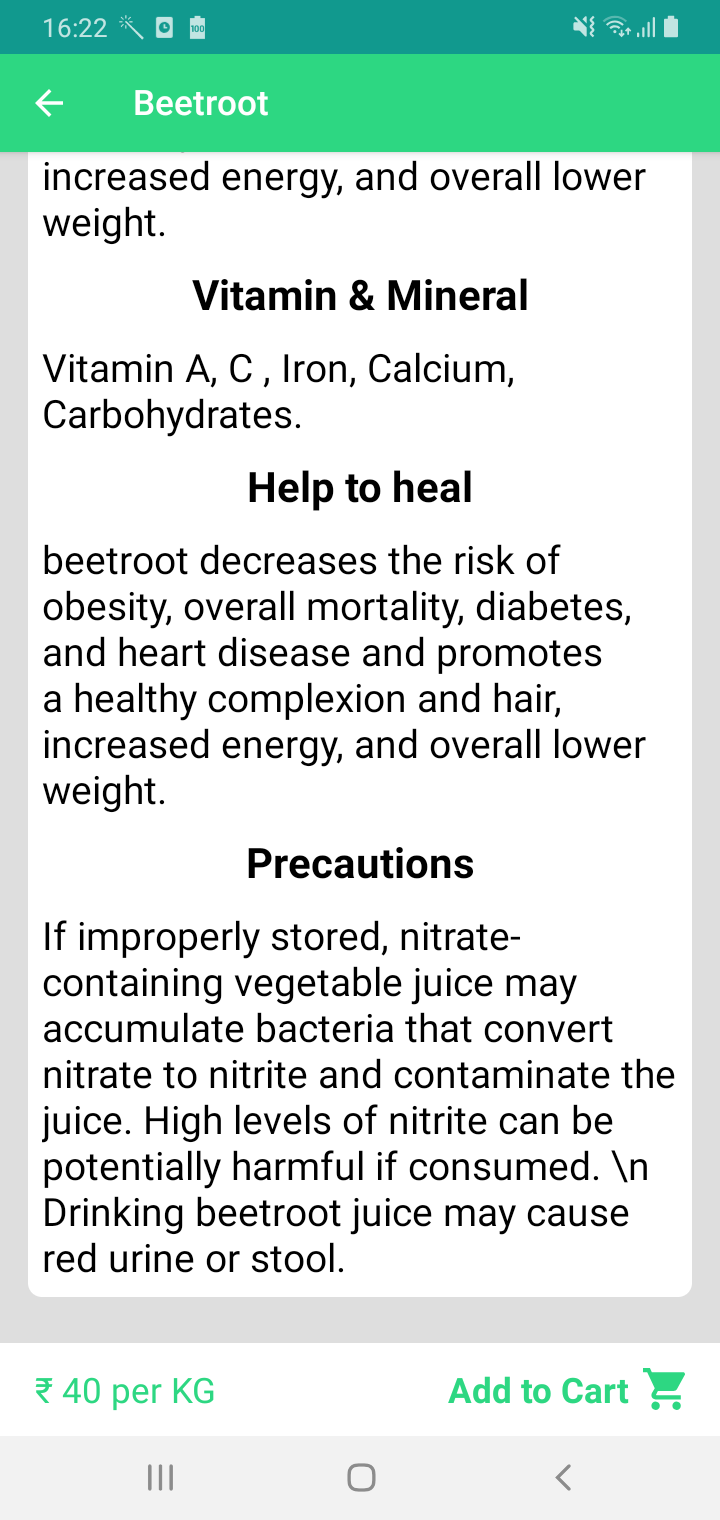 16:22
100
Beetroot
increased energy, and overall lower
weight.
Vitamin & Mineral
Vitamin A, C , Iron, Calcium,
Carbohydrates.
Help to heal
beetroot decreases the risk of
obesity, overall mortality, diabetes,
and heart disease and promotes
a healthy complexion and hair,
increased energy, and overall lower
weight.
Precautions
If improperly stored, nitrate-
containing vegetable juice may
accumulate bacteria that convert
nitrate to nitrite and contaminate the
juice. High levels of nitrite can be
potentially harmful if consumed. \n
Drinking beetroot juice may cause
red urine or stool.
₹ 40 per KG
Add to Cart